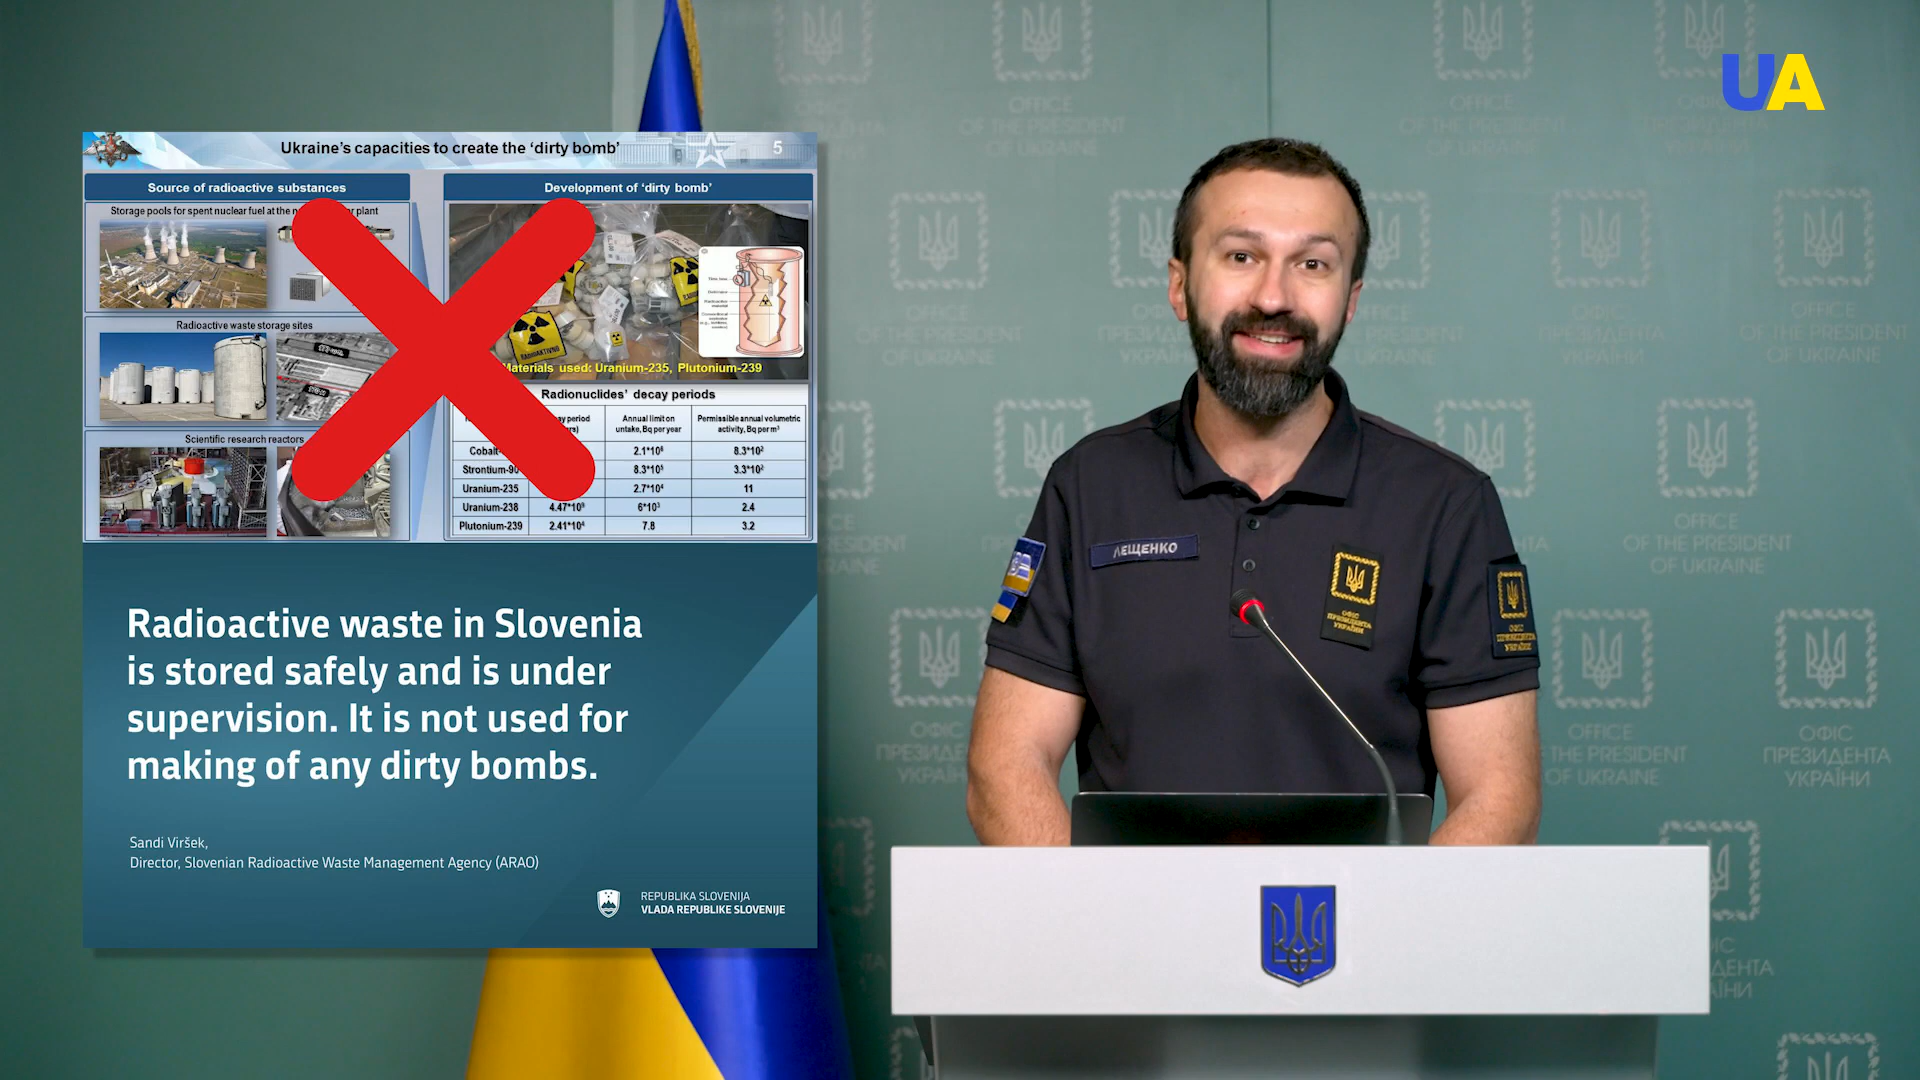 UA
Ukraine's capacities to create the 'dirty bomb'
5
Source of radioactive substances
Storage pools for spent nuclear fuel at the plant
Radioactive waste storage sites
Scientific research reactors
Development of 'dirty bomb'
RADIOAKTIVNO
Materials used: Uranium-235, Plutonium-239
Radionuclides' decay periods
Annual limit on untake, Bq per year
Permissible annual volumetric activity, Bq per m³
Cobalt- 2.1*10⁶ 8.3*10²
Strontium-90 8.3*10⁵ 3.3*10²
Uranium-235 2.7*10⁴ 11
Uranium-238 4.47*10⁹ 6*10³ 2.4
Plutonium-239 2.41*10⁴ 7.8 3.2
Radioactive waste in Slovenia
is stored safely and is under
supervision. It is not used for
making of any dirty bombs.
Sandi Viršek,
Director, Slovenian Radioactive Waste Management Agency (ARAO)
REPUBLIKA SLOVENIJA
VLADA REPUBLIKE SLOVENIJE
ЛЕЩЕНКО
ОФІС
ПРЕЗИДЕНТА
УКРАЇНИ
OFFICE
OF THE PRESIDENT
OF UKRAINE
ОФІС
ПРЕЗИДЕНТА
УКРАЇНИ